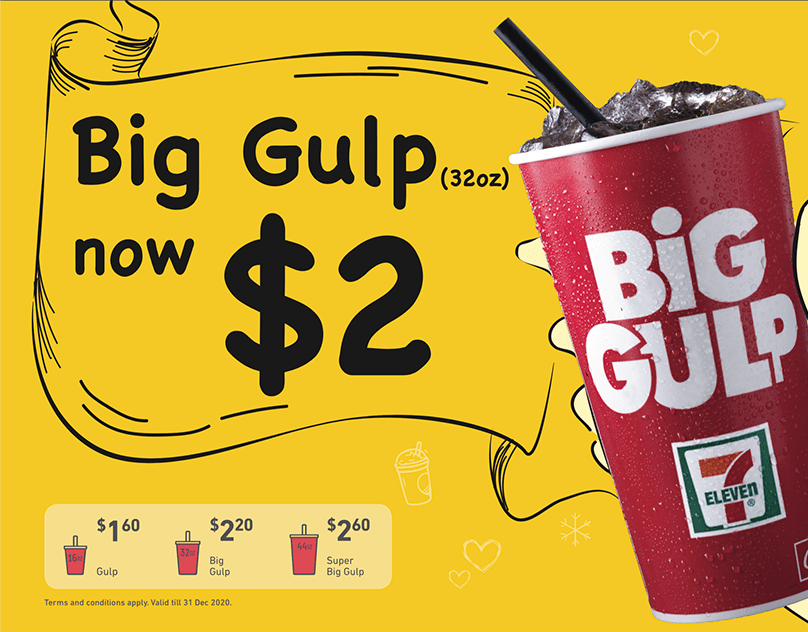 Big Gulp (32oz)
now $2
BiG
GULP
7
ELEVEn
®
$1 60
16oz
Gulp
$2 20
32oz
Big
Gulp
$2 60
44oz
Super
Big Gulp
Terms and conditions apply. Valid till 31 Dec 2020.